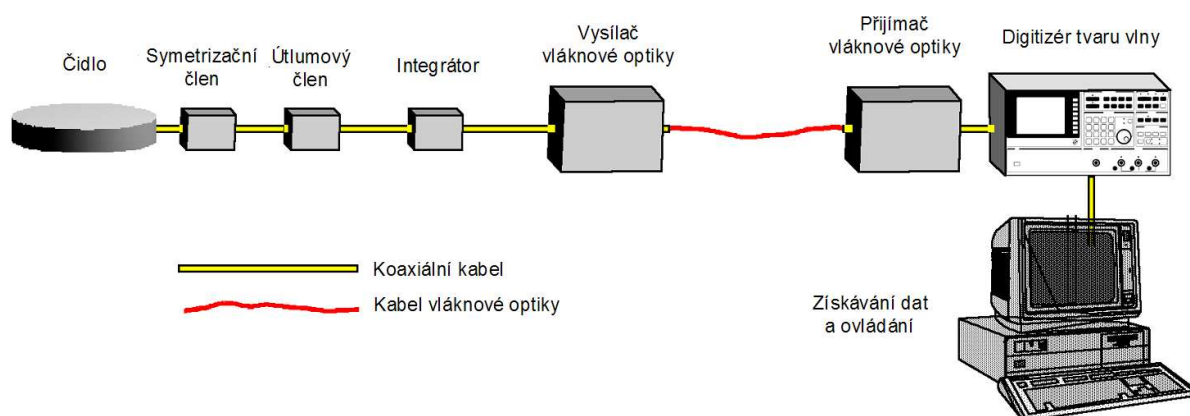 Čidlo
Symetrizační
člen
Útlumový
člen
Integrátor
Vysílač
vláknové optiky
Přijímač
vláknové optiky
Digitizér tvaru vlny
Koaxiální kabel
Kabel vláknové optiky
Získávání dat
a ovládání